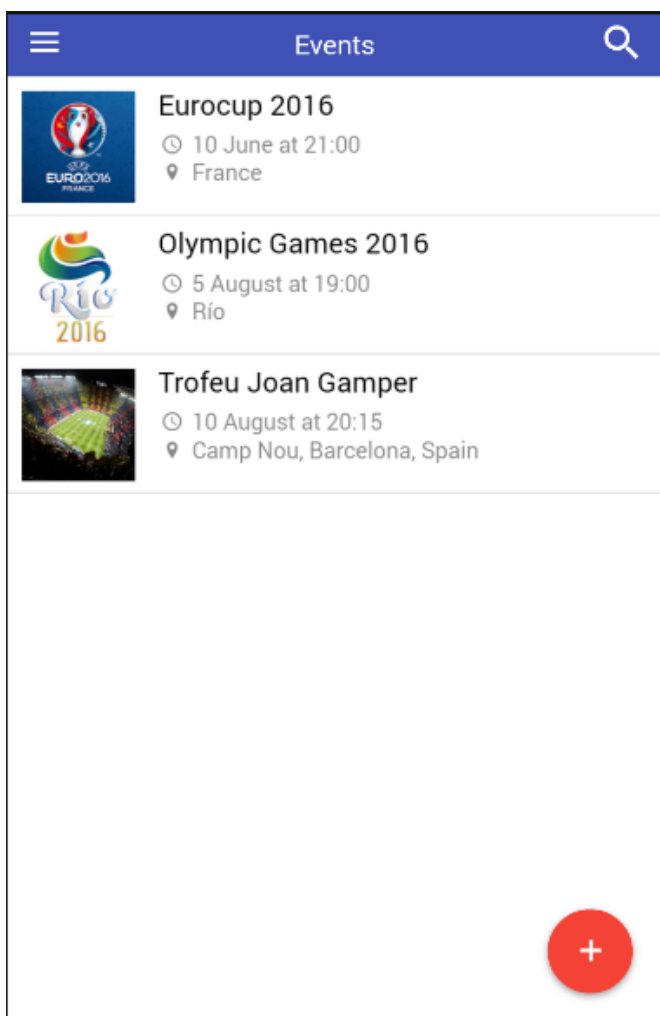 Events
Eurocup 2016
10 June at 21:00
France
UEFA
EURO2016
FRANCE
Olympic Games 2016
5 August at 19:00
Río
Río
2016
Trofeu Joan Gamper
10 August at 20:15
Camp Nou, Barcelona, Spain
+